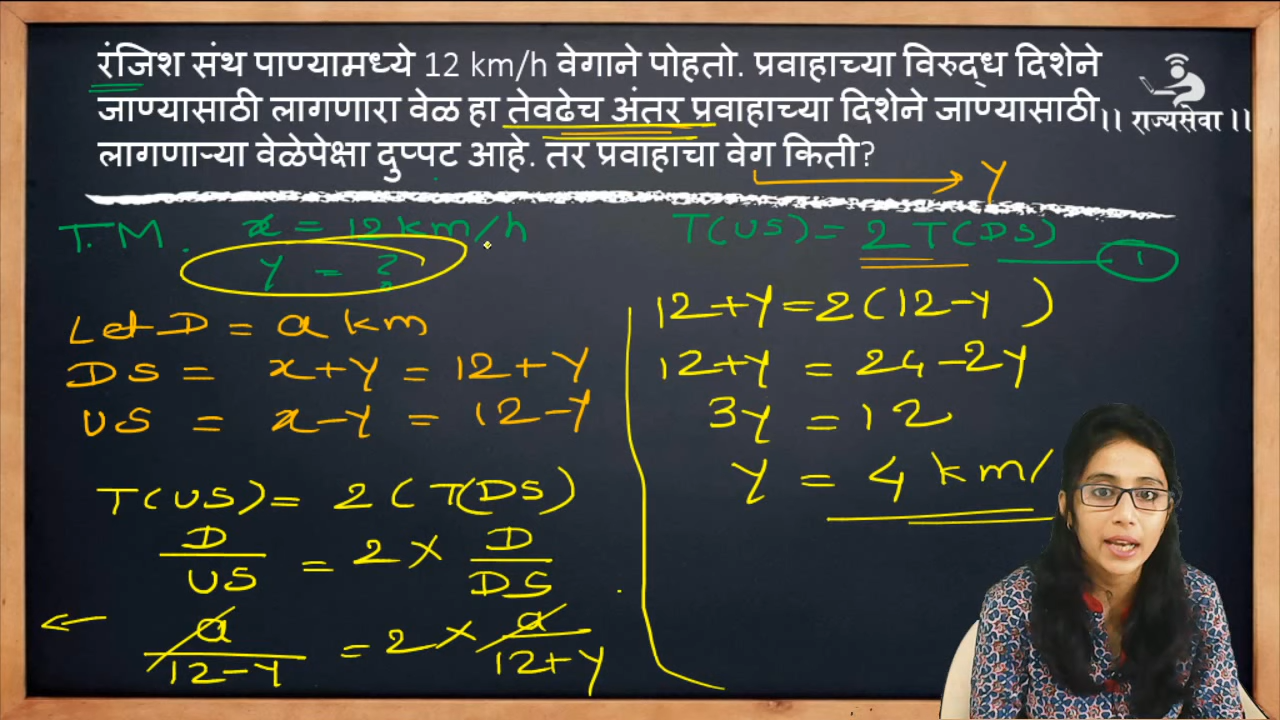 रंजिश संथ पाण्यामध्ये 12 km/h वेगाने पोहतो. प्रवाहाच्या विरुद्ध दिशेने
जाण्यासाठी लागणारा वेळ हा तेवढेच अंतर प्रवाहाच्या दिशेने जाण्यासाठी
लागणाऱ्या वेळेपेक्षा दुप्पट आहे. तर प्रवाहाचा वेग किती?
।। राज्यसेवा ।।
Y
T.M. x = 12 km/h
Y = ?
T(US) = 2 T(DS) 1
Let D = a km
DS = x+y = 12+y
US = x-y = 12-y
T(US) = 2 (T(DS)
D/US = 2 × D/DS
a/12-y = 2 × a/12+y
12+y = 2(12-y)
12+y = 24-2y
3y = 12
y = 4 km/